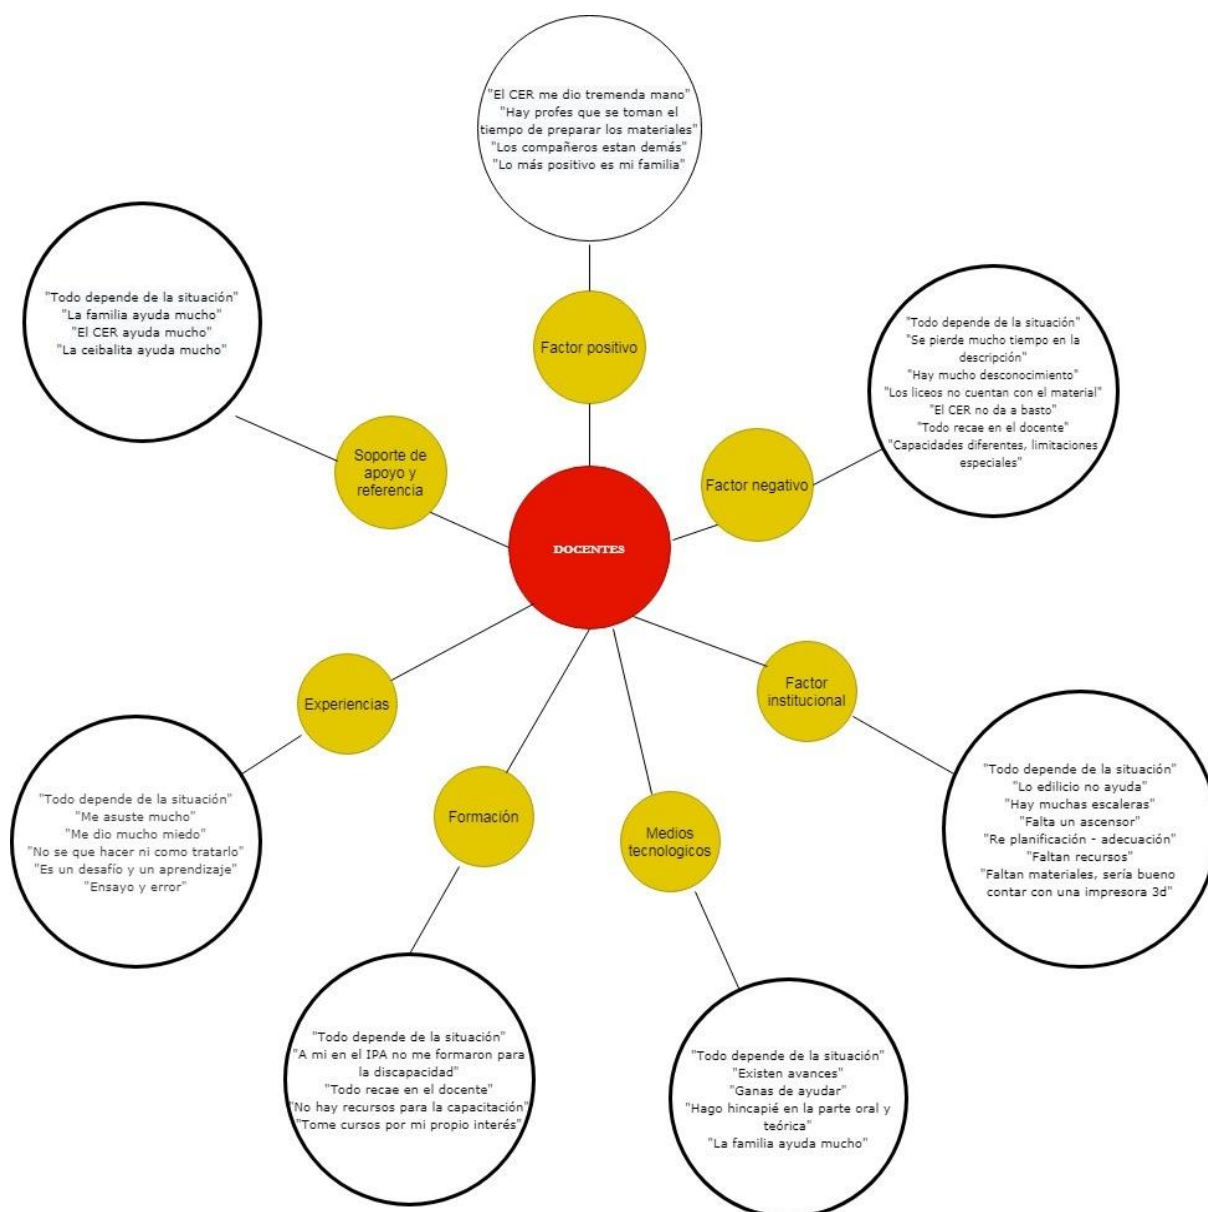 "El CER me dio tremenda mano"
"Hay profes que se toman el
tiempo de preparar los materiales"
"Los compañeros estan demás"
"Lo más positivo es mi familia"
Factor positivo
"Todo depende de la situación"
"La familia ayuda mucho"
"El CER ayuda mucho"
"La ceibalita ayuda mucho"
Soporte de
apoyo y
referencia
"Todo depende de la situación"
"Se pierde mucho tiempo en la
descripción"
"Hay mucho desconocimiento"
"Los liceos no cuentan con el material"
"El CER no da a basto"
"Todo recae en el docente"
"Capacidades diferentes, limitaciones
especiales"
Factor negativo
DOCENTES
Experiencias
"Todo depende de la situación"
"Me asuste mucho"
"Me dio mucho miedo"
"No se que hacer ni como tratarlo"
"Es un desafío y un aprendizaje"
"Ensayo y error"
Formación
"Todo depende de la situación"
"A mi en el IPA no me formaron para
la discapacidad"
"Todo recae en el docente"
"No hay recursos para la capacitación"
"Tome cursos por mi propio interés"
Medios
tecnologicos
"Todo depende de la situación"
"Existen avances"
"Ganas de ayudar"
"Hago hincapié en la parte oral y
teórica"
"La familia ayuda mucho"
Factor
institucional
"Todo depende de la situación"
"Lo edilicio no ayuda"
"Hay muchas escaleras"
"Falta un ascensor"
"Re planificación - adecuación"
"Faltan recursos"
"Faltan materiales, sería bueno
contar con una impresora 3d"